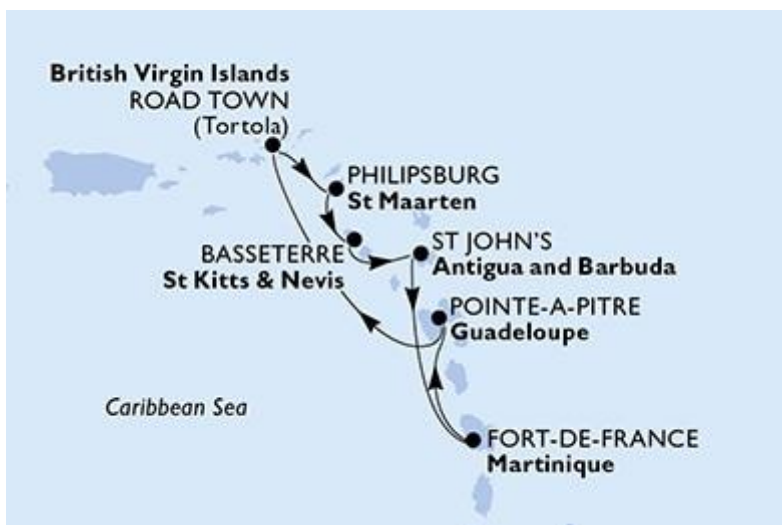 British Virgin Islands
ROAD TOWN
(Tortola)
PHILIPSBURG
St Maarten
BASSETERRE
St Kitts & Nevis
ST JOHN'S
Antigua and Barbuda
POINTE-A-PITRE
Guadeloupe
Caribbean Sea
FORT-DE-FRANCE
Martinique